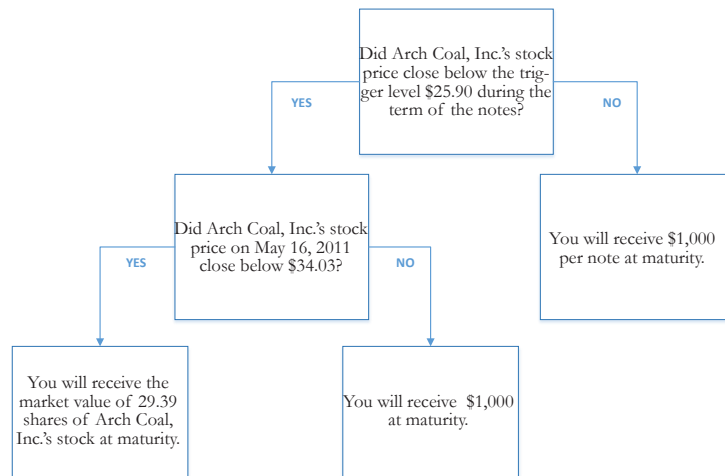 Did Arch Coal, Inc.'s stock
price close below the trig-
ger level $25.90 during the
term of the notes?
YES
NO
Did Arch Coal, Inc.'s stock
price on May 16, 2011
close below $34.03?
You will receive $1,000
per note at maturity.
YES
NO
You will receive the
market value of 29.39
shares of Arch Coal,
Inc.'s stock at maturity.
You will receive $1,000
at maturity.